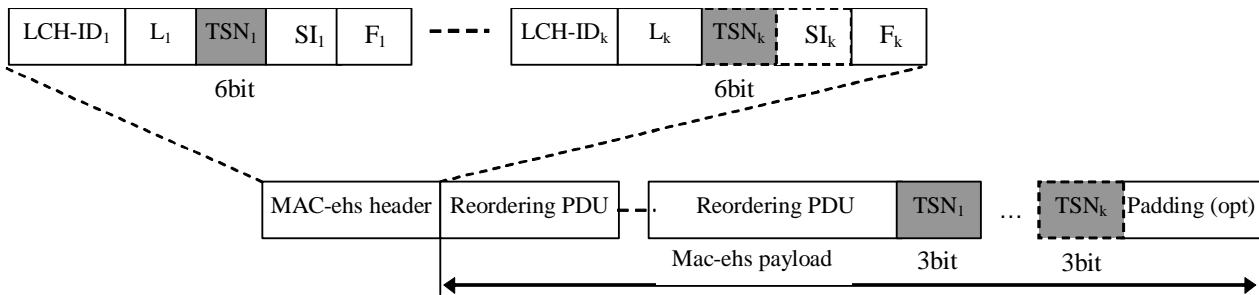 LCH-ID₁ L₁ TSN₁ SI₁ F₁ LCH-IDₖ Lₖ TSNₖ SIₖ Fₖ
6bit 6bit
MAC-ehs header Reordering PDU Reordering PDU TSN₁ ... TSNₖ Padding (opt)
Mac-ehs payload 3bit 3bit